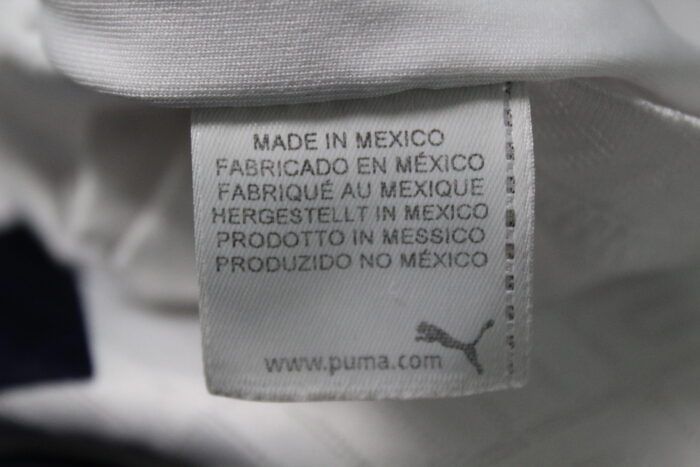 MADE IN MEXICO
FABRICADO EN MÉXICO
FABRIQUÉ AU MEXIQUE
HERGESTELLT IN MEXICO
PRODOTTO IN MESSICO
PRODUZIDO NO MÉXICO
www.puma.com